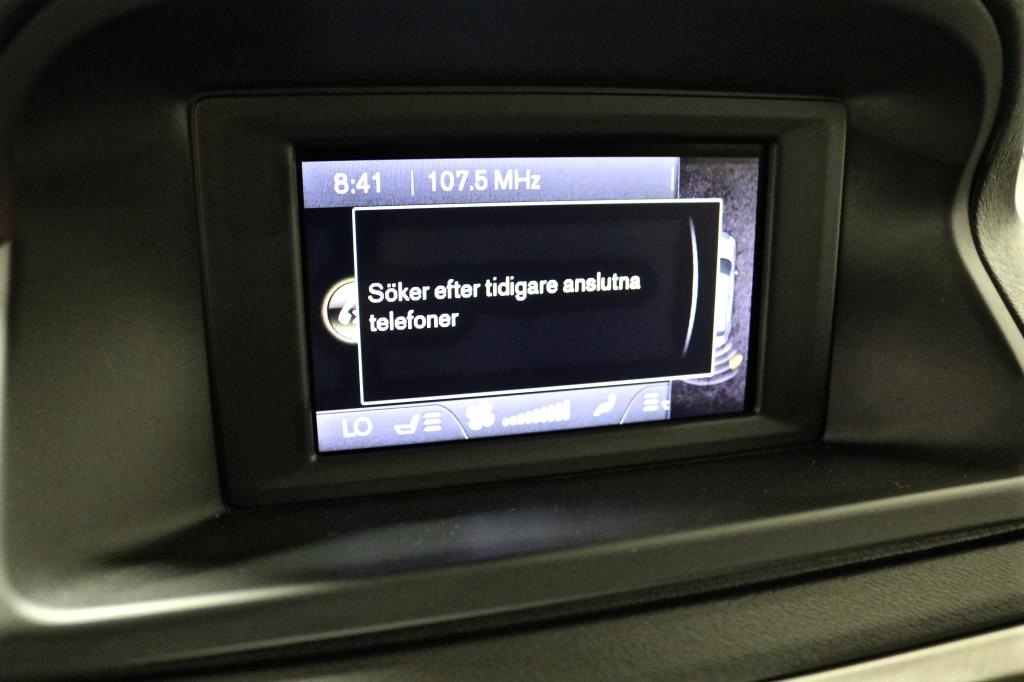 8:41 | 107.5 MHz
Söker efter tidigare anslutna
telefoner
LO